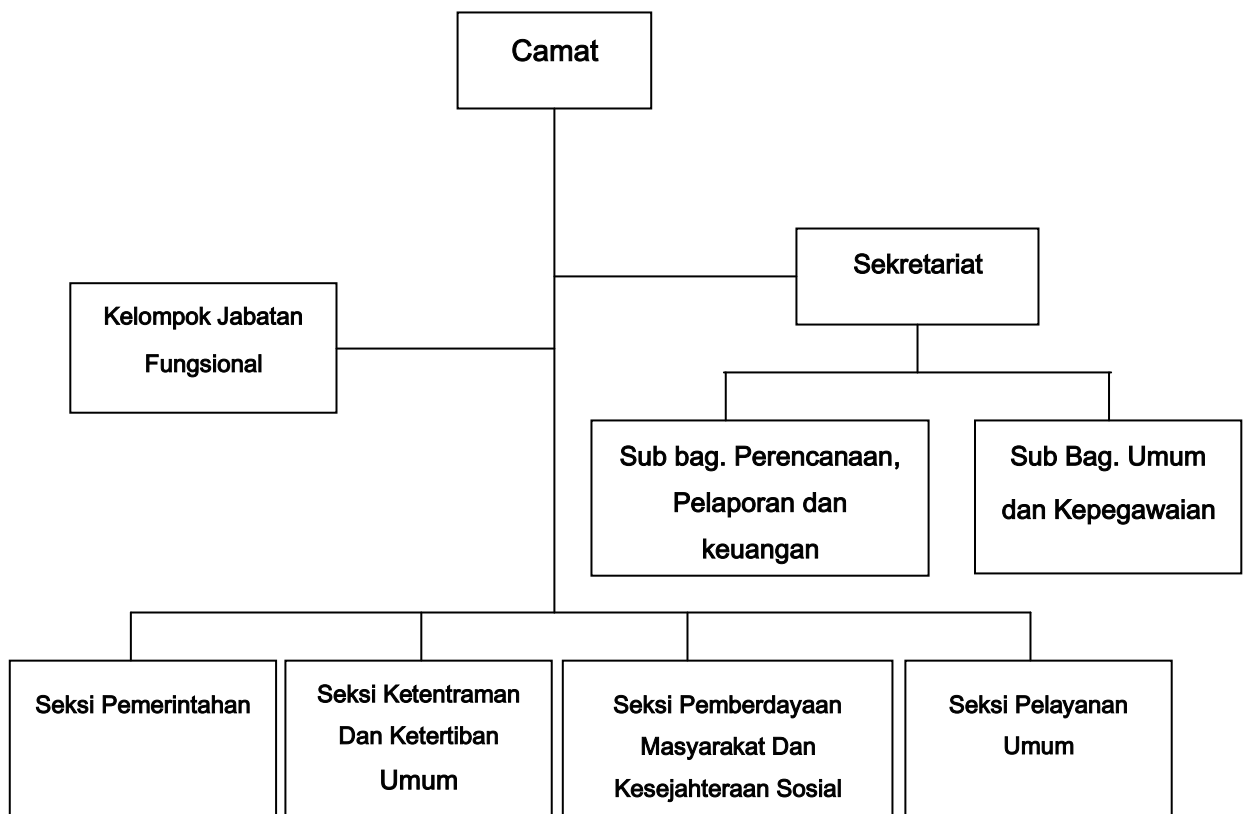 Camat
Sekretariat
Kelompok Jabatan
Fungsional
Sub bag. Perencanaan,
Pelaporan dan
keuangan
Sub Bag. Umum
dan Kepegawaian
Seksi Pemerintahan
Seksi Ketentraman
Dan Ketertiban
Umum
Seksi Pemberdayaan
Masyarakat Dan
Kesejahteraan Sosial
Seksi Pelayanan
Umum